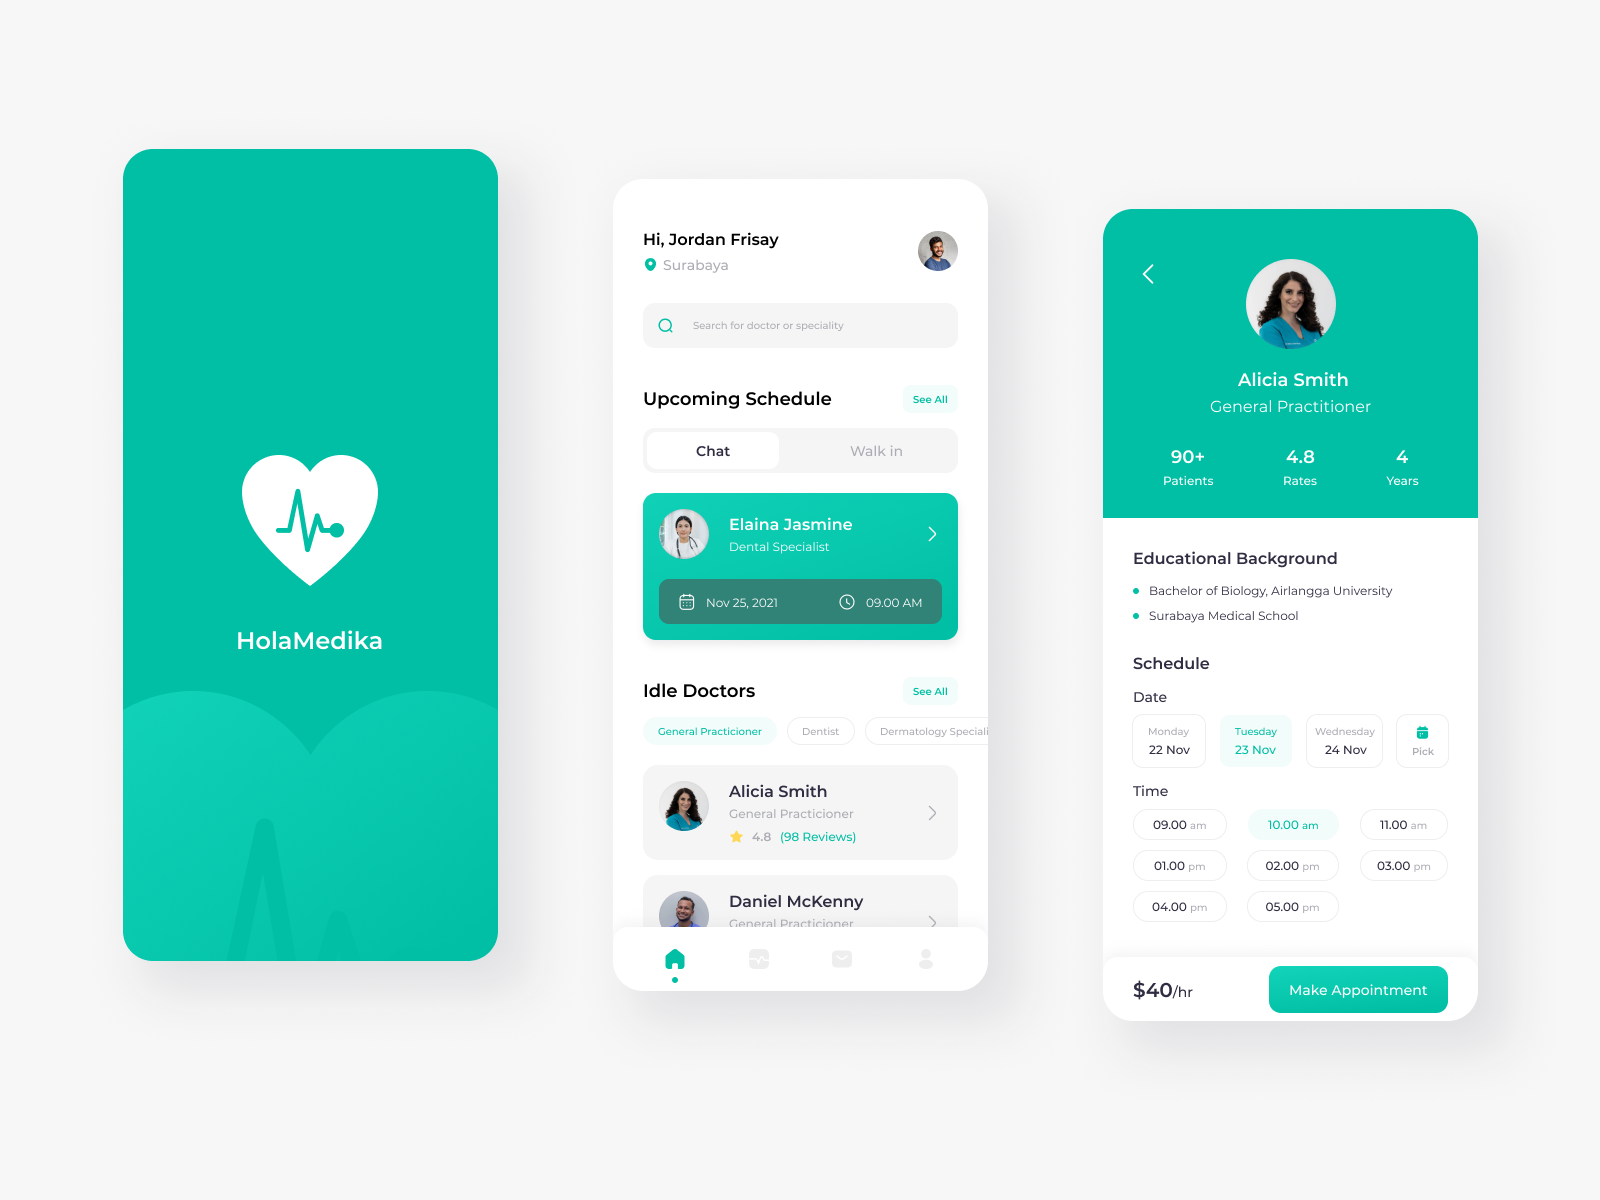 HolaMedika
Hi, Jordan Frisay
Surabaya
Search for doctor or speciality
Upcoming Schedule
See All
Chat
Walk in
Elaina Jasmine
Dental Specialist
Nov 25, 2021
09.00 AM
Idle Doctors
See All
General Practicioner
Dentist
Dermatology Speciali
Alicia Smith
General Practicioner
4.8 (98 Reviews)
Daniel McKenny
General Practicioner
Alicia Smith
General Practitioner
90+
Patients
4.8
Rates
4
Years
Educational Background
Bachelor of Biology, Airlangga University
Surabaya Medical School
Schedule
Date
Monday
22 Nov
Tuesday
23 Nov
Wednesday
24 Nov
Pick
Time
09.00 am
10.00 am
11.00 am
01.00 pm
02.00 pm
03.00 pm
04.00 pm
05.00 pm
$40/hr
Make Appointment